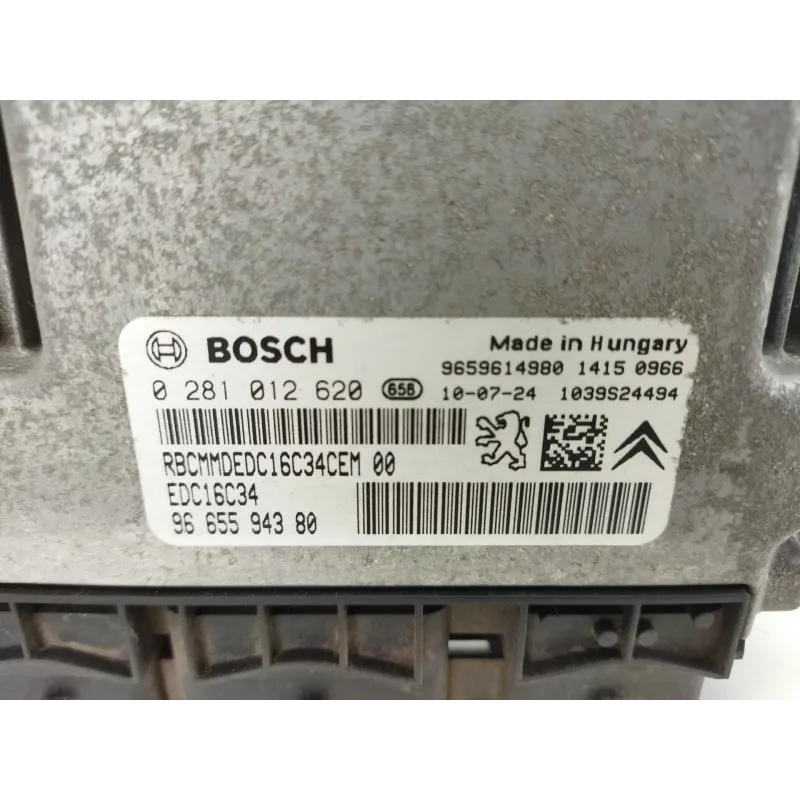 BOSCH
Made in Hungary
9659614980 1415 0966
0 281 012 620 658 10-07-24 1039S24494
RBCMMDEDC16C34CEM 00
EDC16C34
96 655 943 80